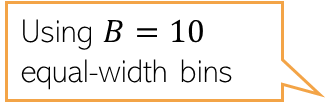 Using B = 10
equal-width bins